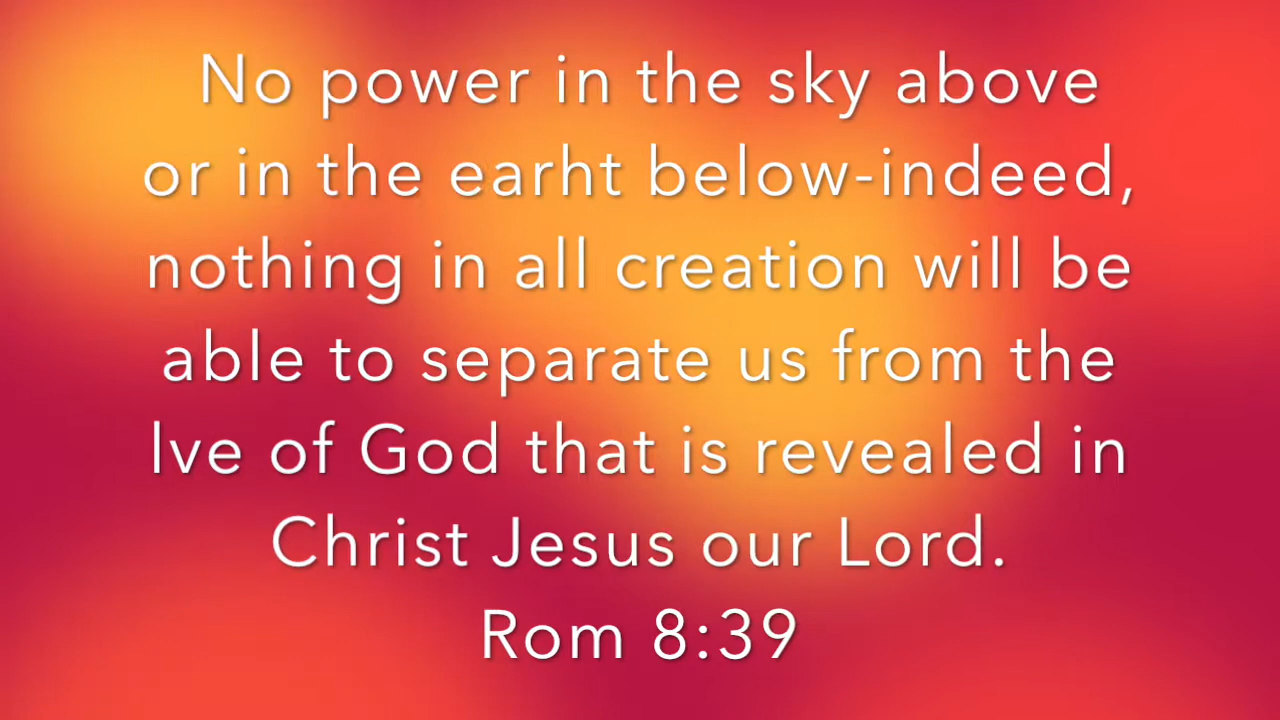 No power in the sky above
or in the earht below-indeed,
nothing in all creation will be
able to separate us from the
lve of God that is revealed in
Christ Jesus our Lord.
Rom 8:39